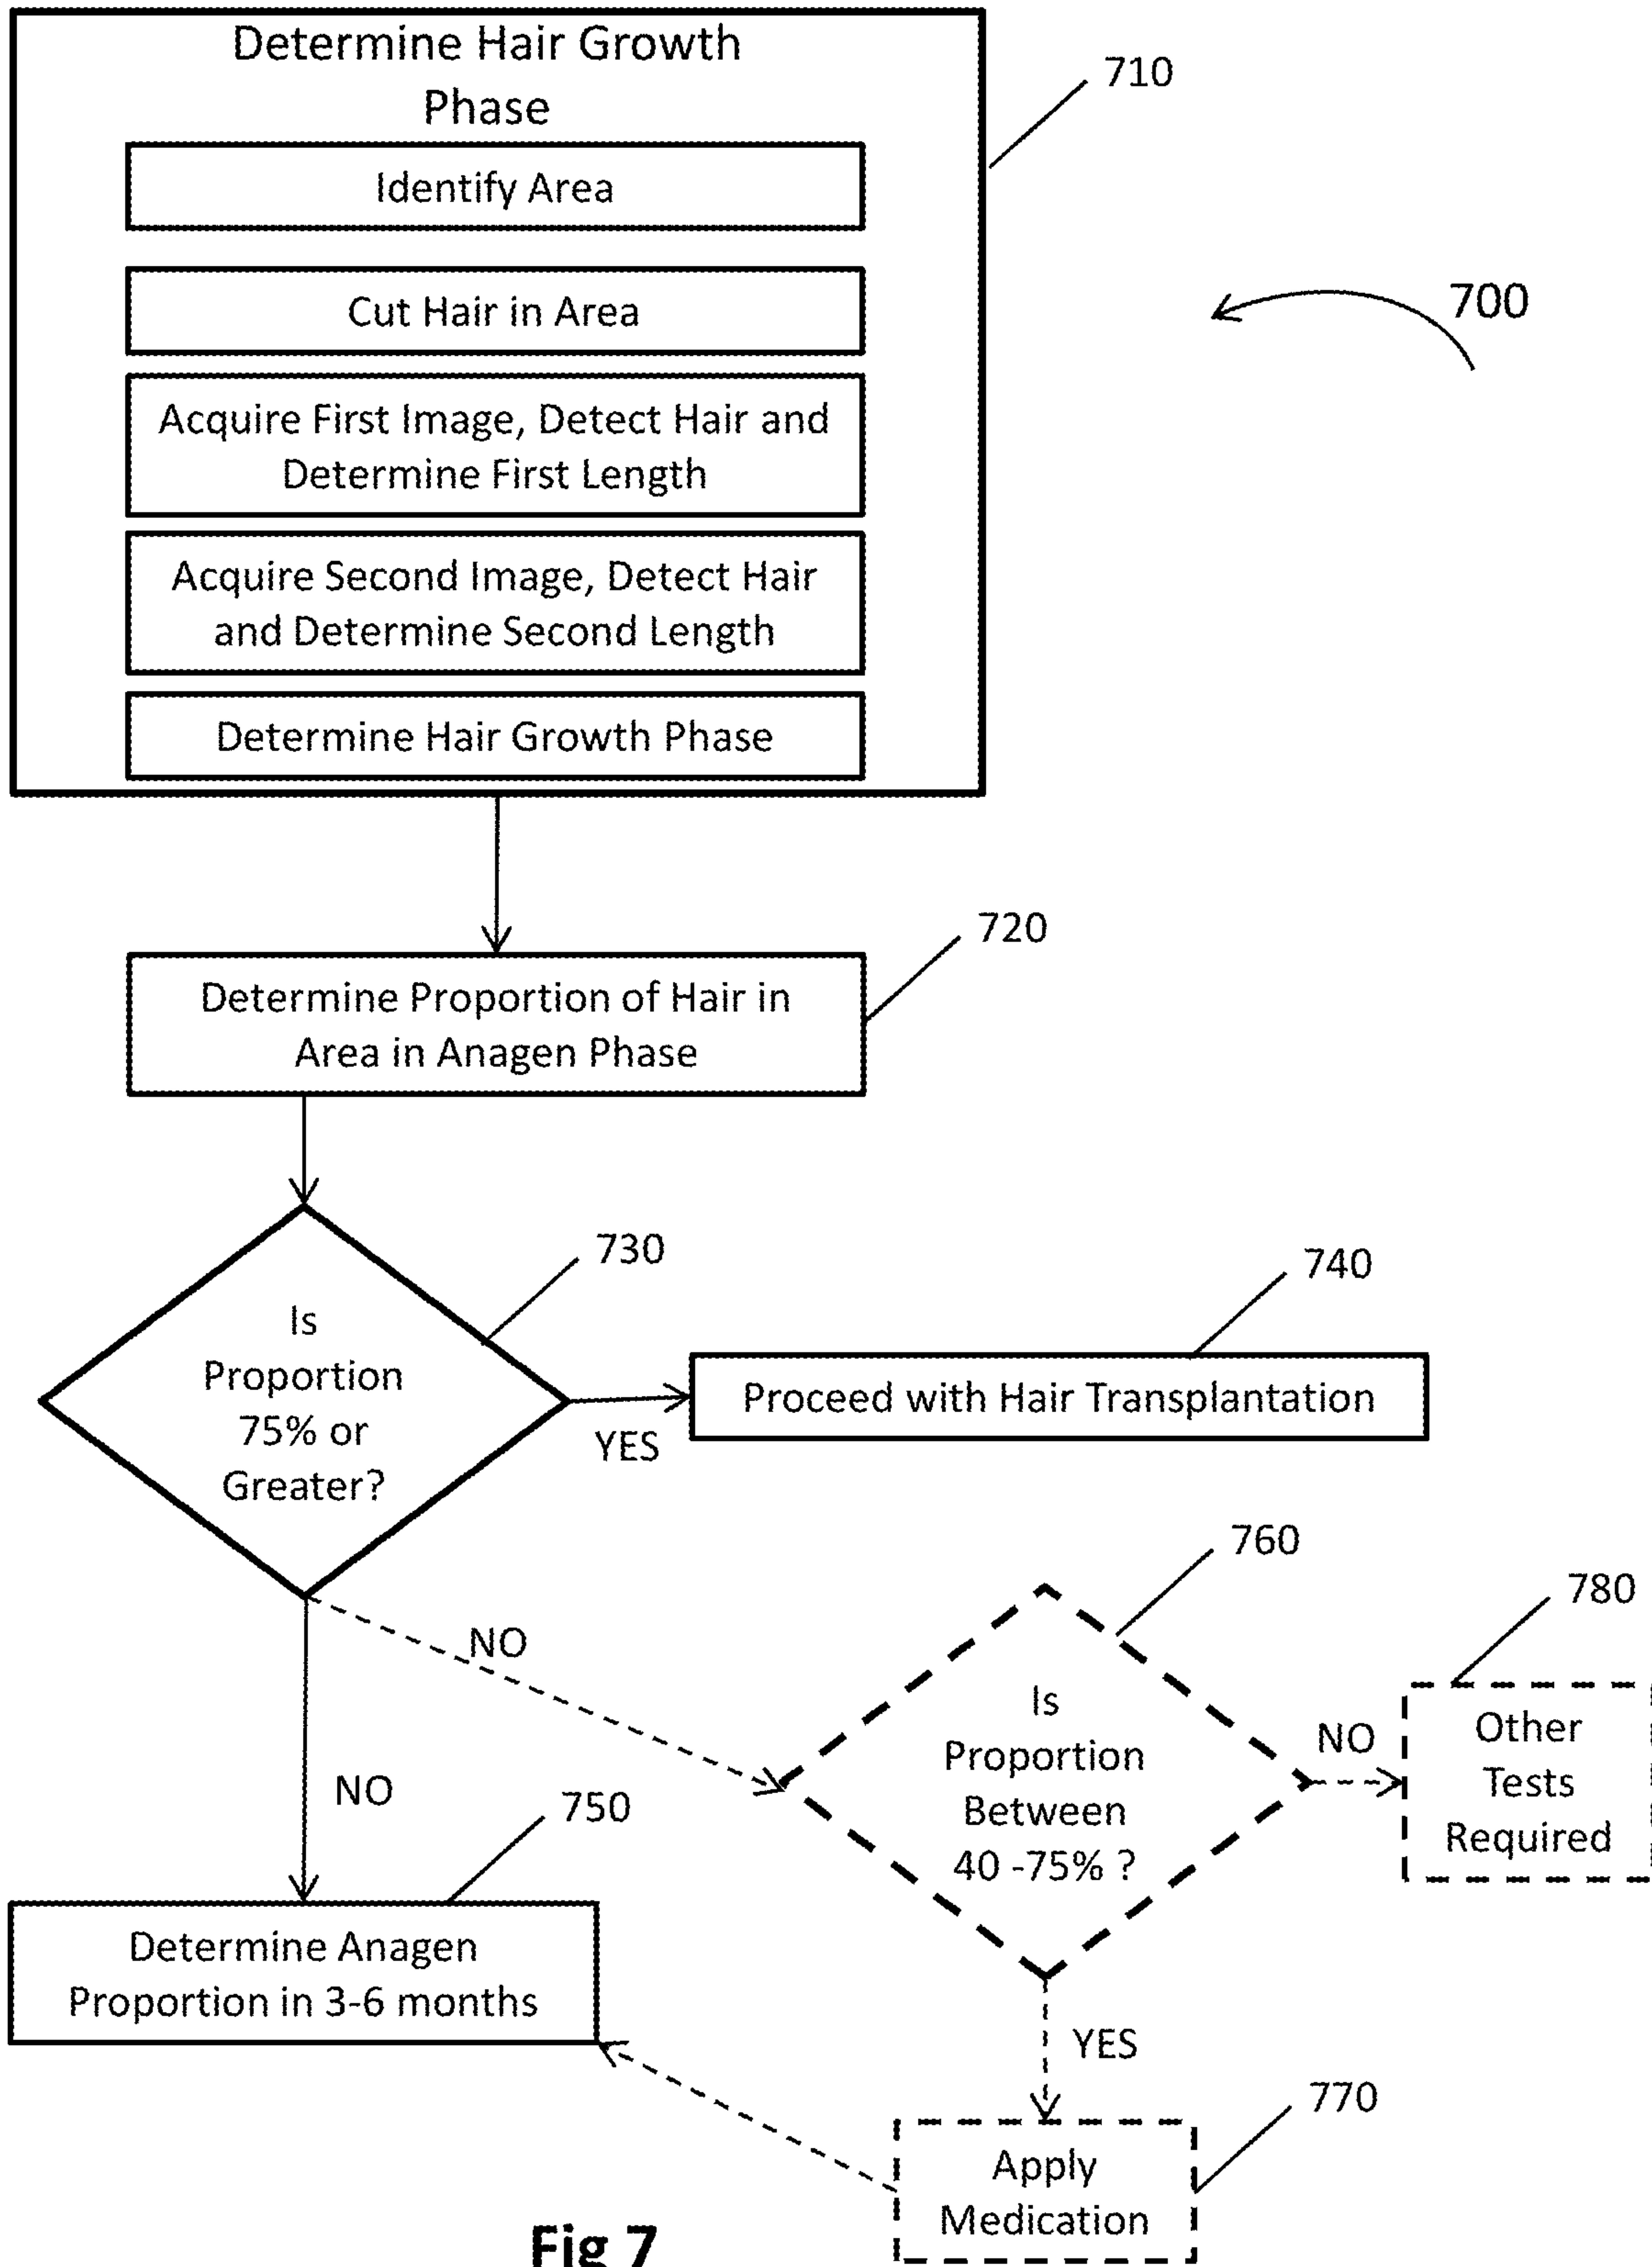 Determine Hair Growth
Phase
710
Identify Area
Cut Hair in Area
700
Acquire First Image, Detect Hair and
Determine First Length
Acquire Second Image, Detect Hair
and Determine Second Length
Determine Hair Growth Phase
720
Determine Proportion of Hair in
Area in Anagen Phase
730
740
Is
Proportion
75% or
Greater?
YES
Proceed with Hair Transplantation
760
780
NO
Is
Proportion
Between
40 -75% ?
NO
Other
Tests
Required
NO
750
Determine Anagen
Proportion in 3-6 months
YES
770
Apply
Medication
Fig 7